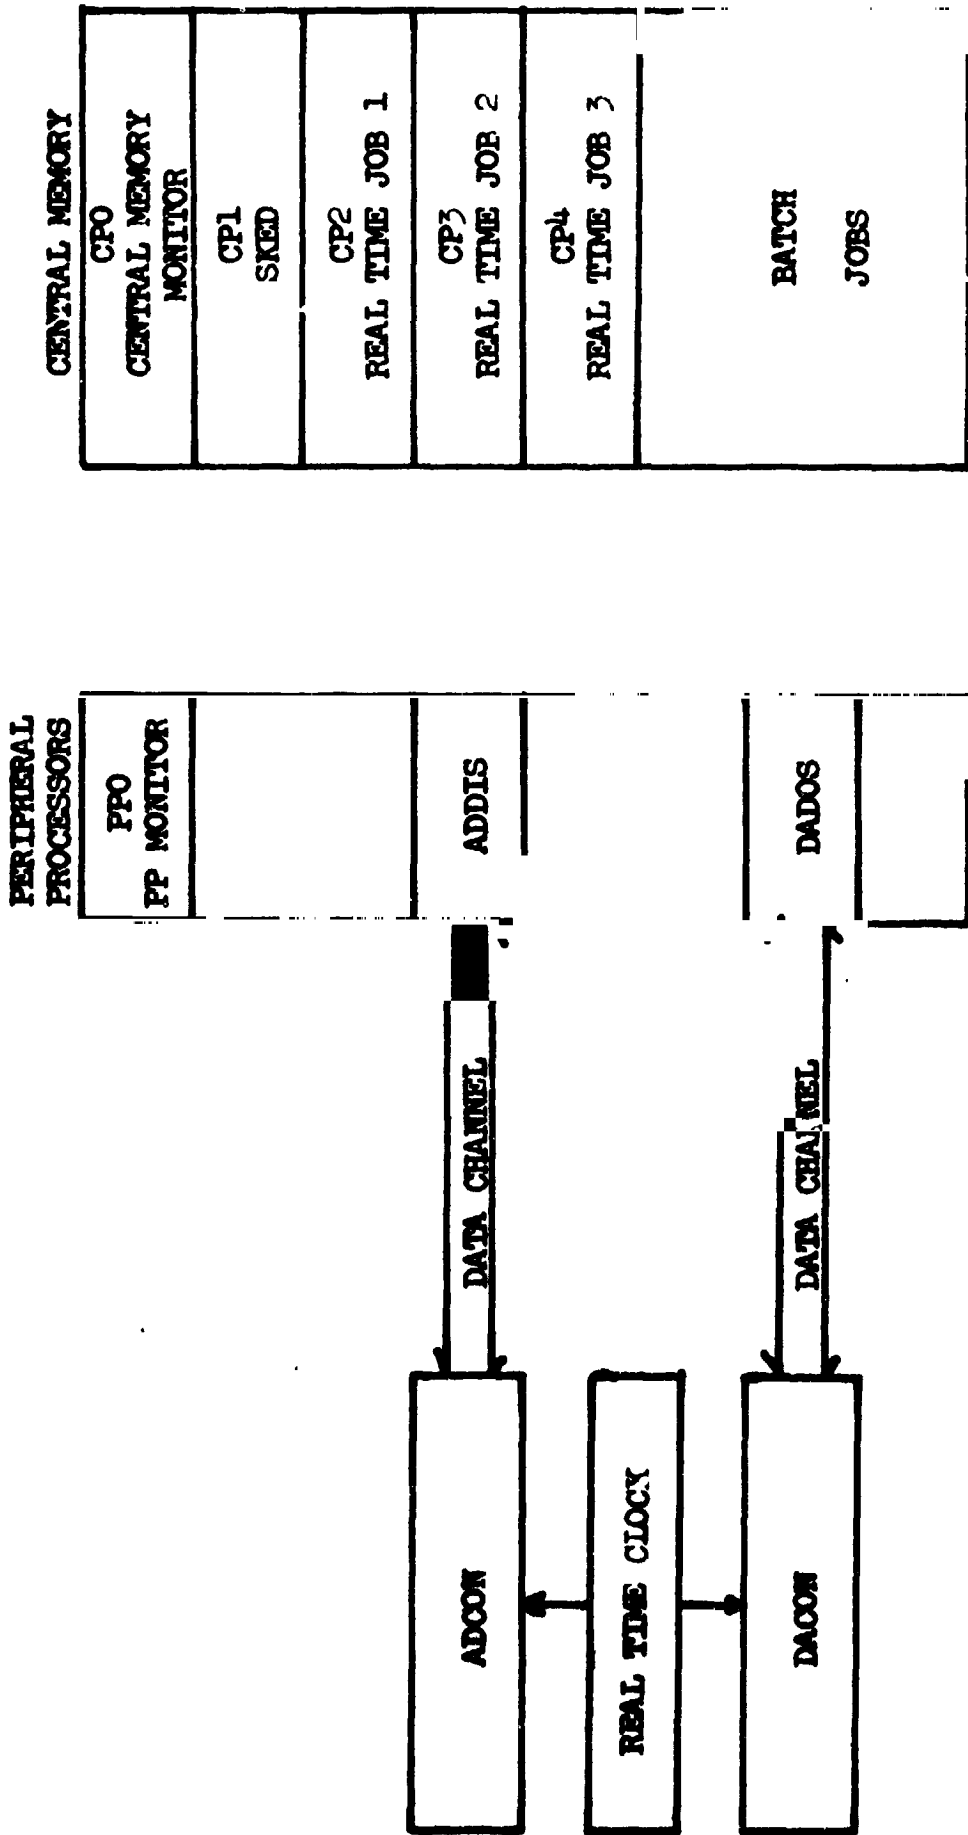 CENTRAL MEMORY
CP0
CENTRAL MEMORY
MONITOR
CP1
SKED
CP2
REAL TIME JOB 1
CP3
REAL TIME JOB 2
CP4
REAL TIME JOB 3
BATCH
JOBS
PERIPHERAL
PROCESSORS
PP0
PP MONITOR
ADDIS
DADOS
DATA CHANNEL
DATA CHANNEL
ADCON
REAL TIME CLOCK
DACON